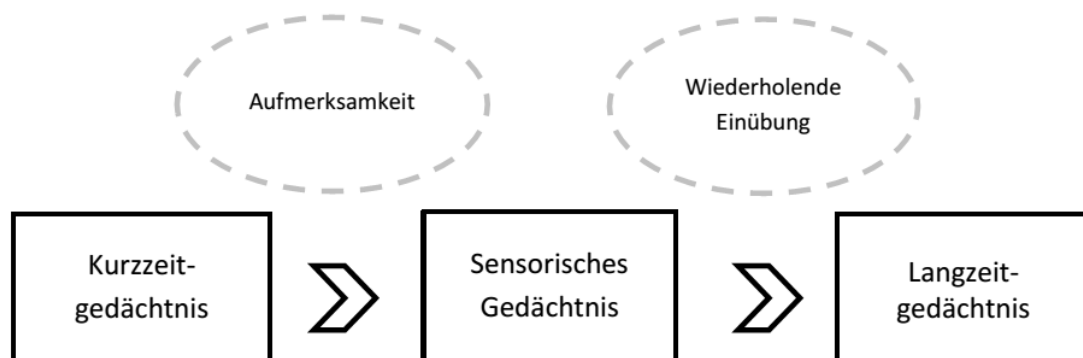 Aufmerksamkeit
Wiederholende
Einübung
Kurzzeit-
gedächtnis
Sensorisches
Gedächtnis
Langzeit-
gedächtnis